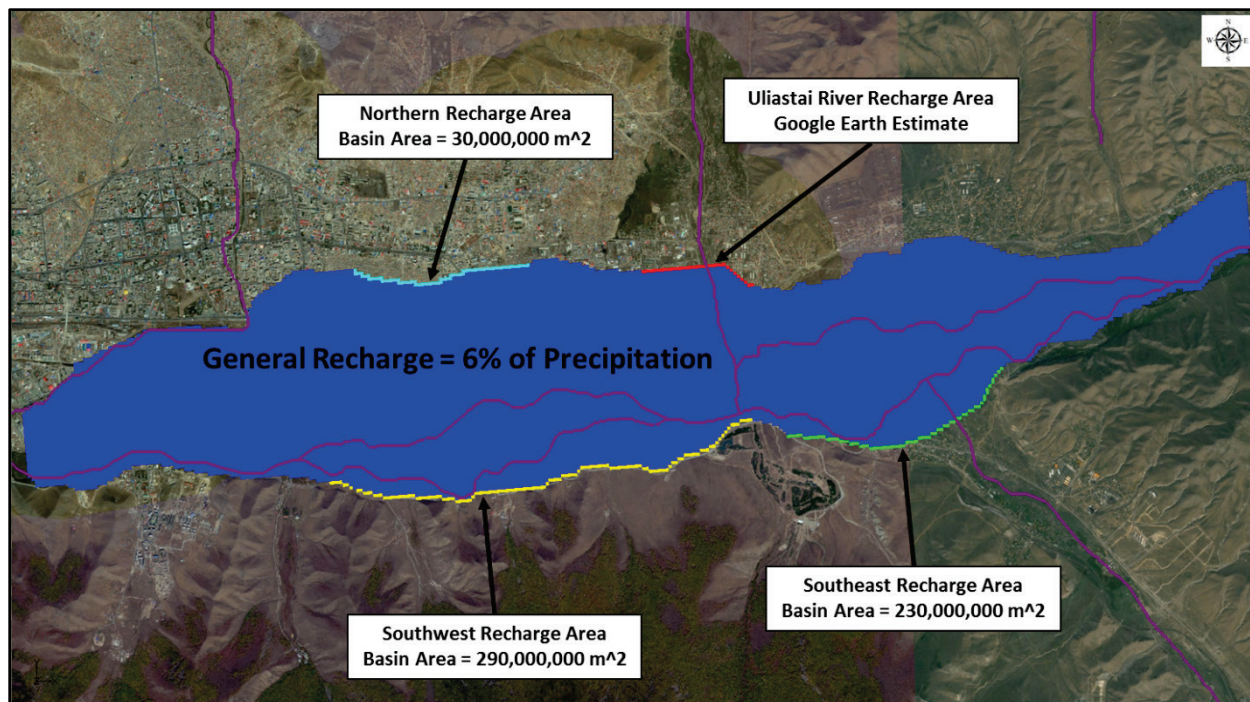 N
W E
S
Northern Recharge Area
Basin Area = 30,000,000 m^2
Uliastai River Recharge Area
Google Earth Estimate
General Recharge = 6% of Precipitation
Southwest Recharge Area
Basin Area = 290,000,000 m^2
Southeast Recharge Area
Basin Area = 230,000,000 m^2